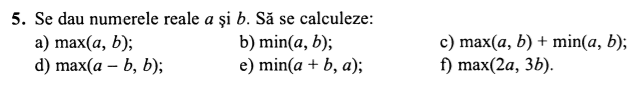 5. Se dau numerele reale a şi b. Să se calculeze:
a) max(a, b); b) min(a, b); c) max(a, b) + min(a, b);
d) max(a – b, b); e) min(a + b, a); f) max(2a, 3b).